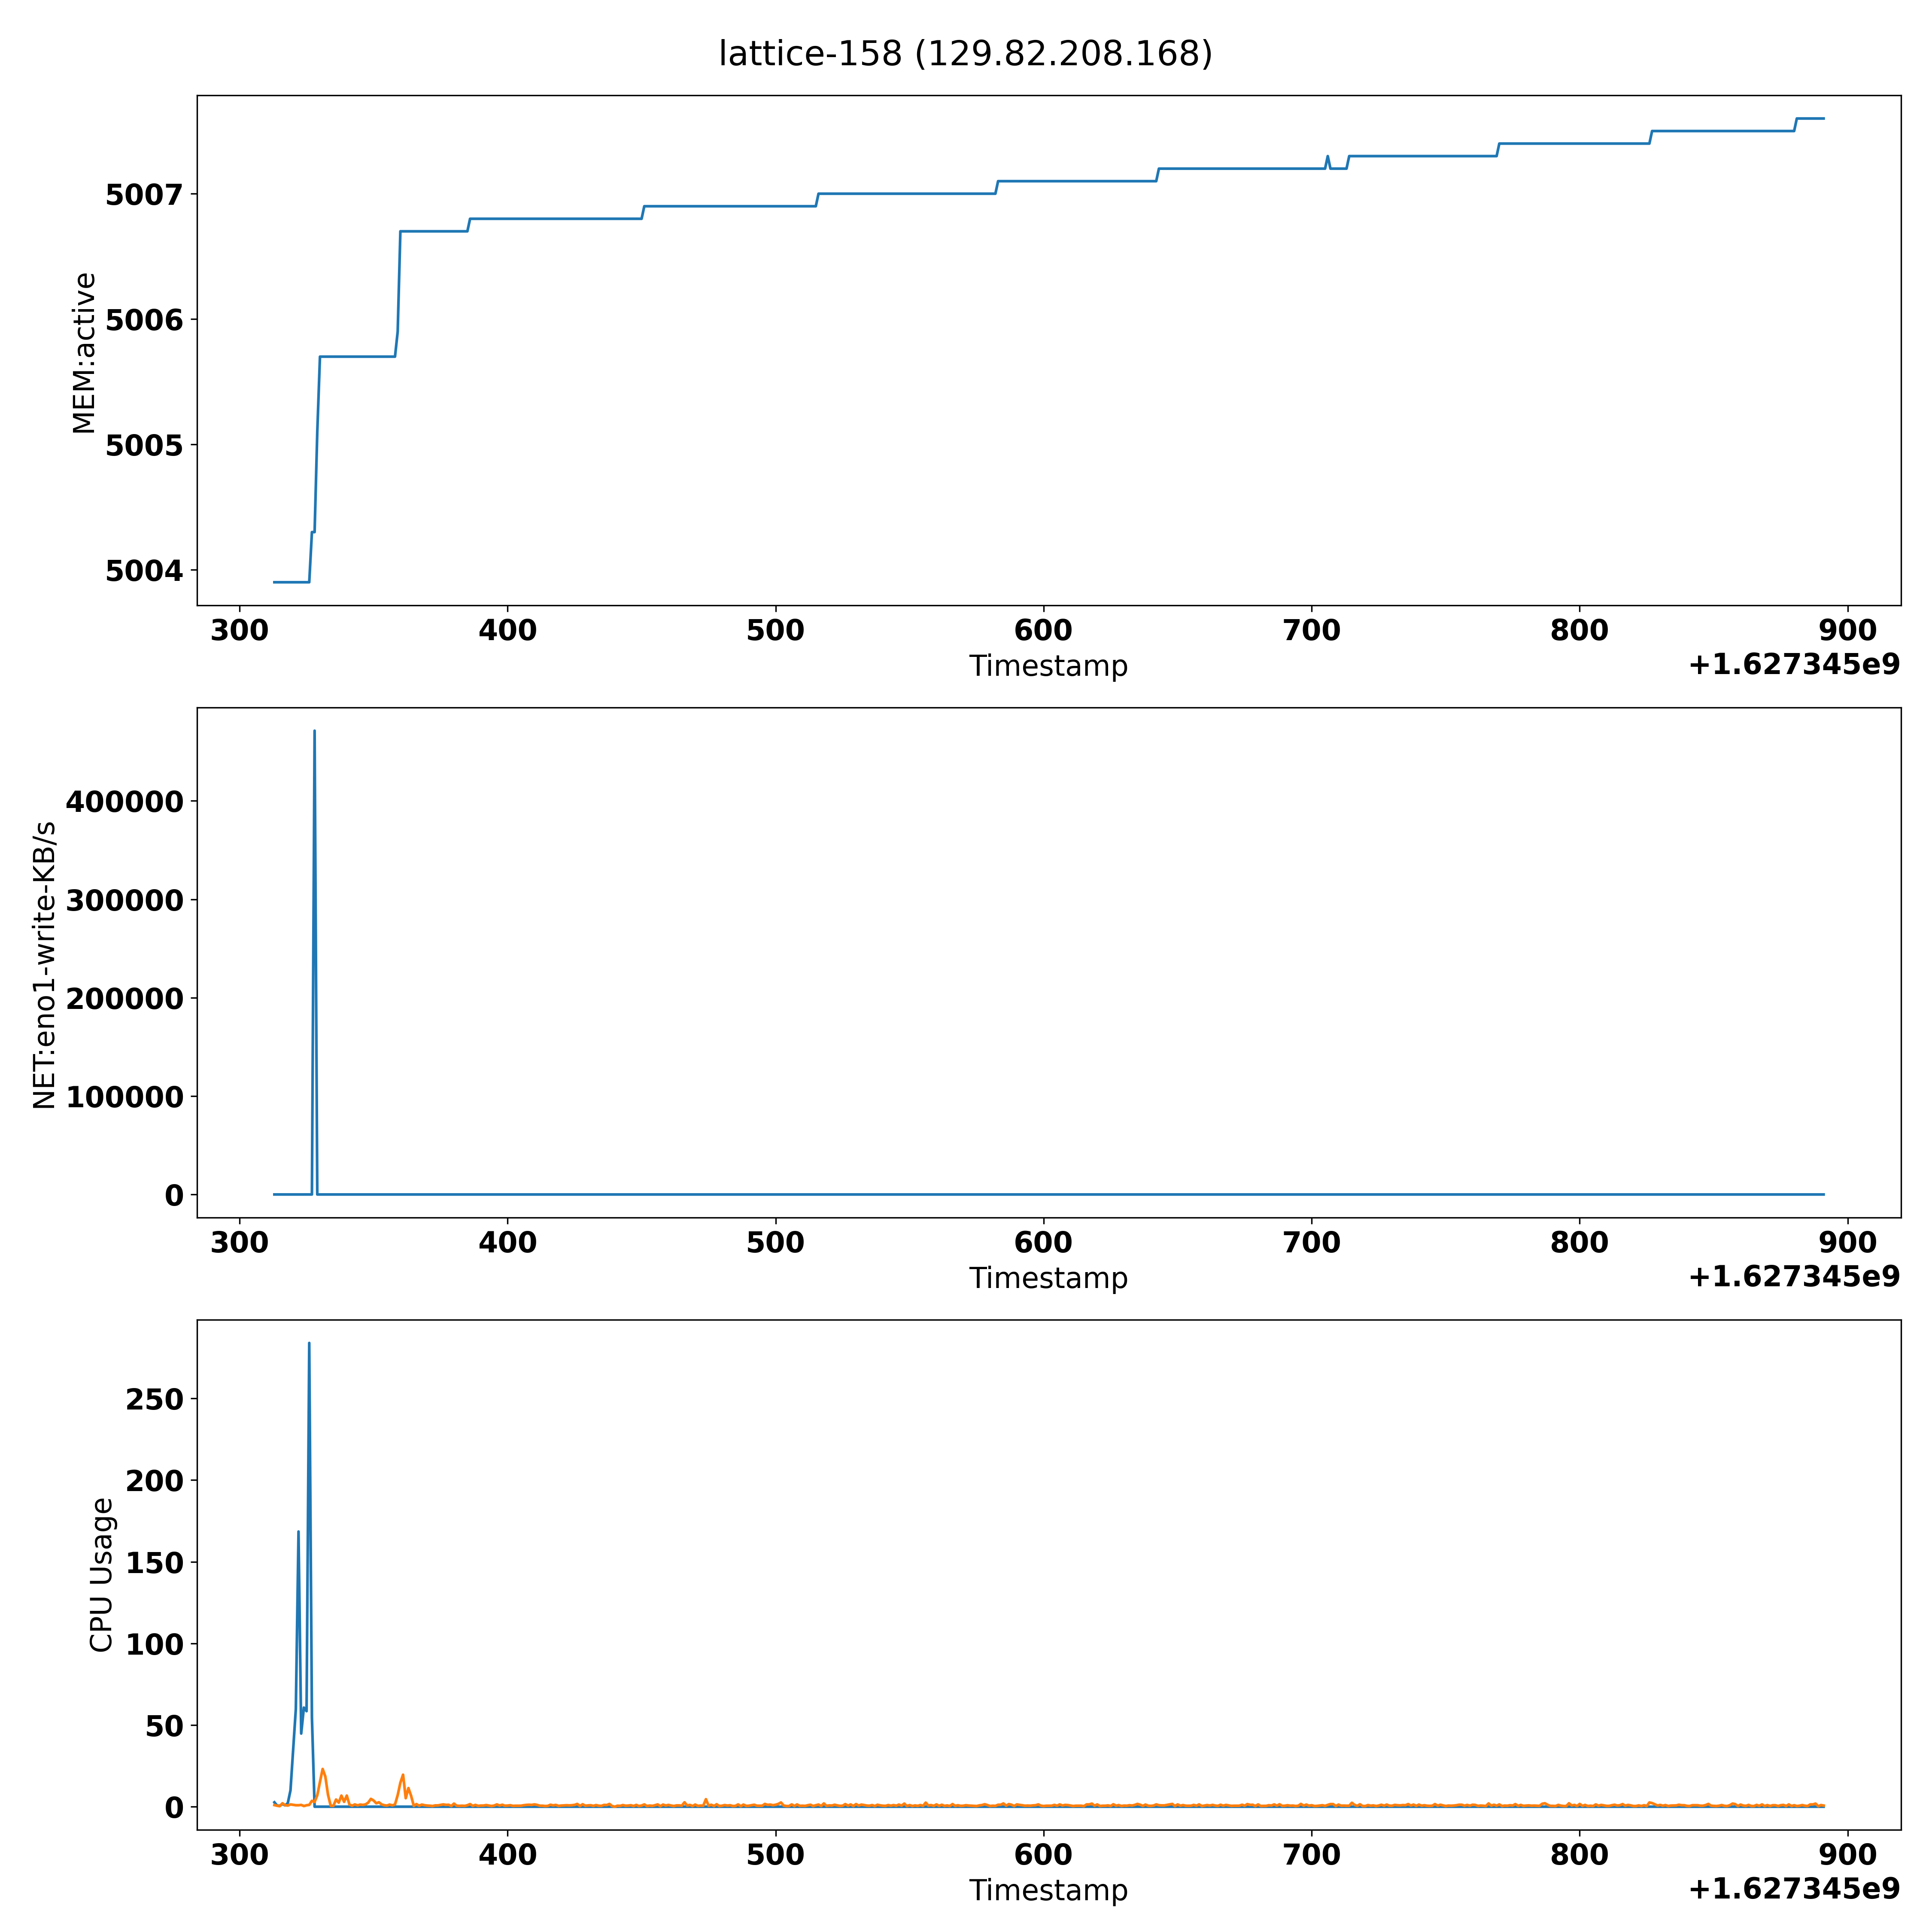 lattice-158 (129.82.208.168)
MEM:active
5007
5006
5005
5004
300 400 500 600 700 800 900
Timestamp
+1.627345e9
NET:eno1-write-KB/s
400000
300000
200000
100000
0
300 400 500 600 700 800 900
Timestamp
+1.627345e9
CPU Usage
250
200
150
100
50
0
300 400 500 600 700 800 900
Timestamp
+1.627345e9